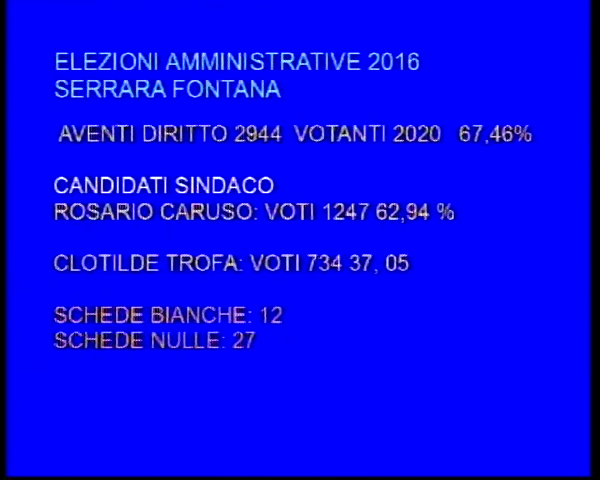 ELEZIONI AMMINISTRATIVE 2016
SERRARA FONTANA
AVENTI DIRITTO 2944 VOTANTI 2020 67,46%
CANDIDATI SINDACO
ROSARIO CARUSO: VOTI 1247 62,94 %
CLOTILDE TROFA: VOTI 734 37, 05
SCHEDE BIANCHE: 12
SCHEDE NULLE: 27